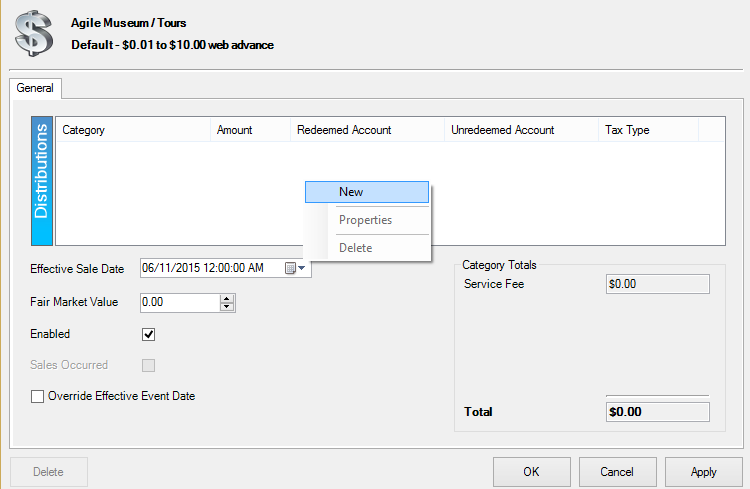 Agile Museum / Tours
Default - $0.01 to $10.00 web advance
General
Distributions
Category Amount Redeemed Account Unredeemed Account Tax Type
New
Properties
Delete
Effective Sale Date 06/11/2015 12:00:00 AM
Fair Market Value 0.00
Enabled
Sales Occurred
Override Effective Event Date
Category Totals
Service Fee $0.00
Total $0.00
Delete OK Cancel Apply